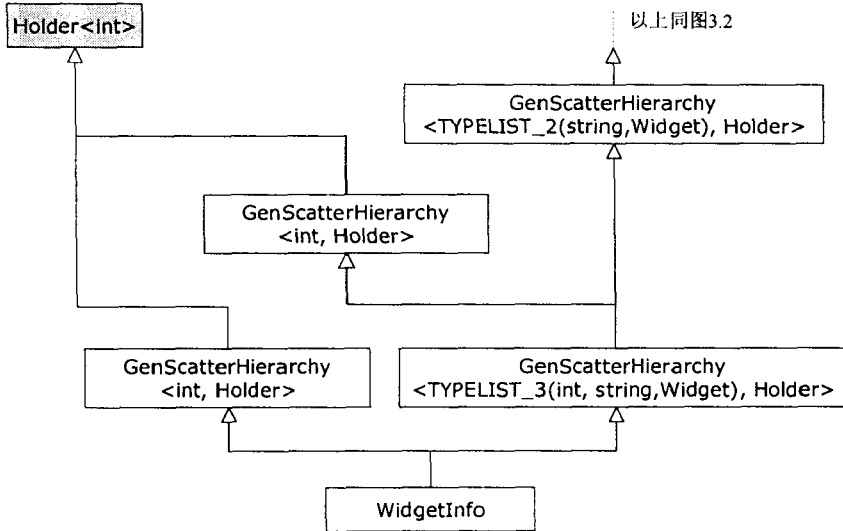 Holder<int>
以上同图3.2
GenScatterHierarchy
<TYPELIST_2(string,Widget), Holder>
GenScatterHierarchy
<int, Holder>
GenScatterHierarchy
<int, Holder>
GenScatterHierarchy
<TYPELIST_3(int, string,Widget), Holder>
WidgetInfo